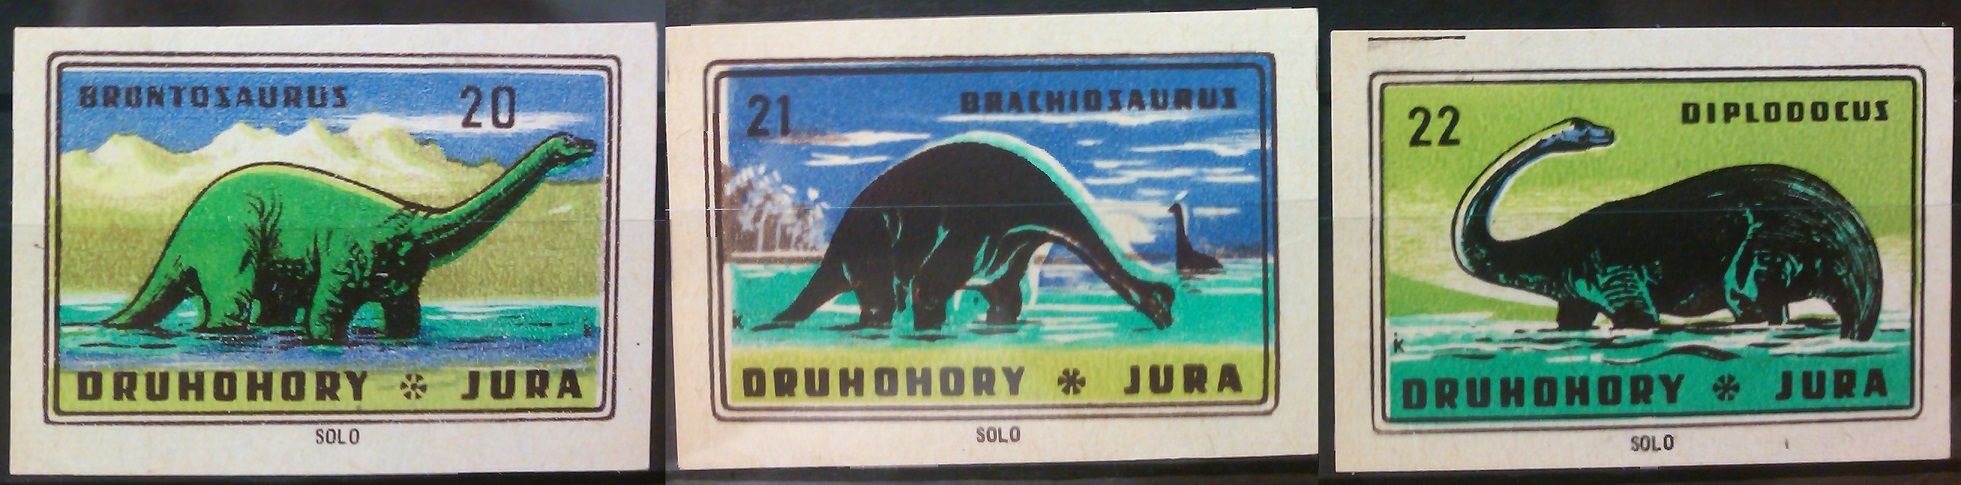 BRONTOSAURUS 20
DRUHOHORY * JURA
SOLO
21 BRACHIOSAURUS
K
DRUHOHORY * JURA
SOLO
22 DIPLODOCUS
K
DRUHOHORY * JURA
SOLO